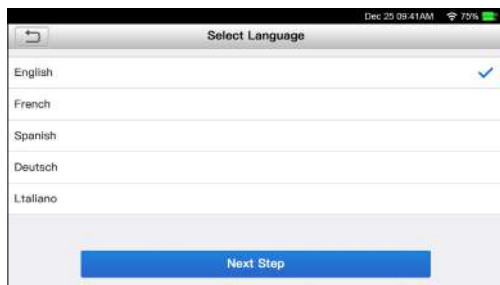 Dec 25 09:41AM 75%
Select Language
English
French
Spanish
Deutsch
Ltaliano
Next Step